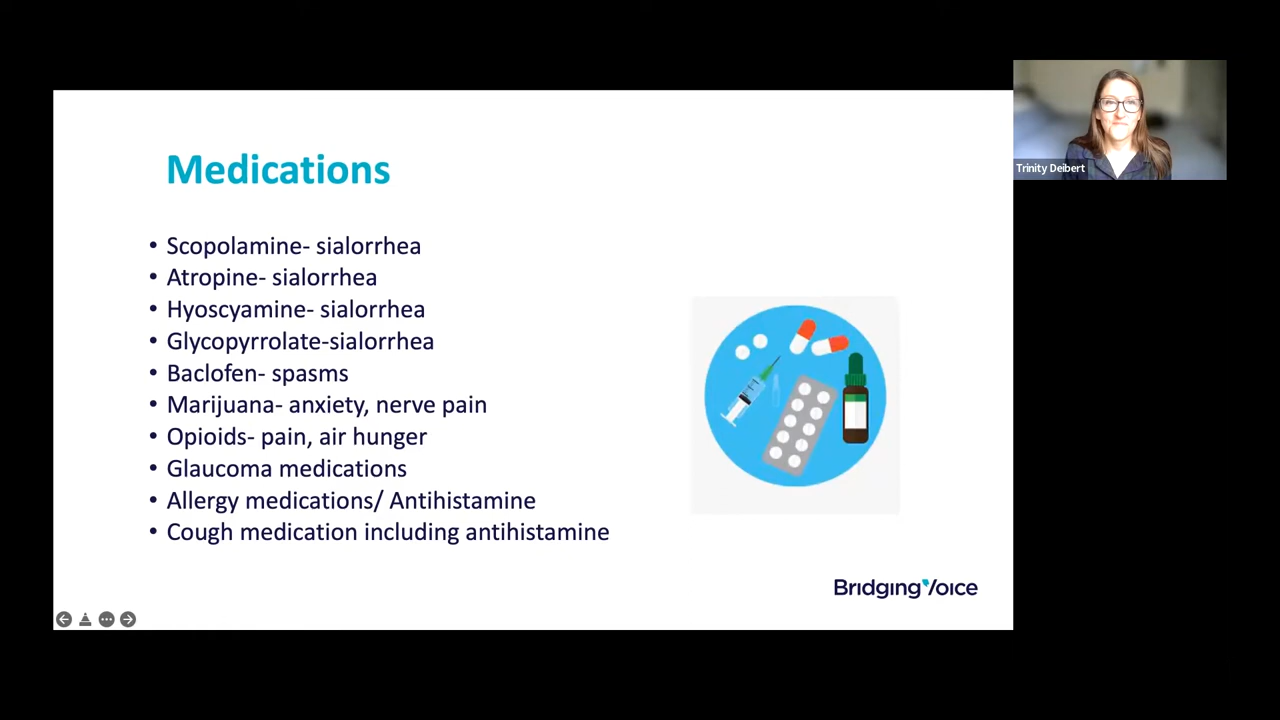 Medications
• Scopolamine- sialorrhea
• Atropine- sialorrhea
• Hyoscyamine- sialorrhea
• Glycopyrrolate-sialorrhea
• Baclofen- spasms
• Marijuana- anxiety, nerve pain
• Opioids- pain, air hunger
• Glaucoma medications
• Allergy medications/ Antihistamine
• Cough medication including antihistamine
BridgingVoice
Trinity Deibert